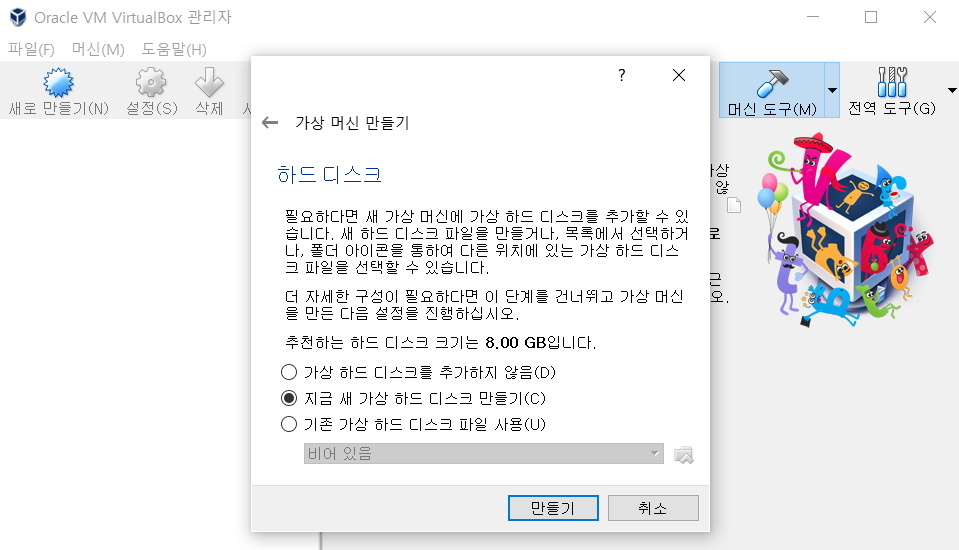 Oracle VM VirtualBox 관리자
파일(F) 머신(M) 도움말(H)
새로 만들기(N) 설정(S) 삭제
머신 도구(M) 전역 도구(G)
?
가상 머신 만들기
하드 디스크
필요하다면 새 가상 머신에 가상 하드 디스크를 추가할 수 있
습니다. 새 하드 디스크 파일을 만들거나, 목록에서 선택하거
나, 폴더 아이콘을 통하여 다른 위치에 있는 가상 하드 디스
크 파일을 선택할 수 있습니다.
더 자세한 구성이 필요하다면 이 단계를 건너뛰고 가상 머신
을 만든 다음 설정을 진행하십시오.
추천하는 하드 디스크 크기는 8.00 GB입니다.
가상 하드 디스크를 추가하지 않음(D)
지금 새 가상 하드 디스크 만들기(C)
기존 가상 하드 디스크 파일 사용(U)
비어 있음
만들기 취소